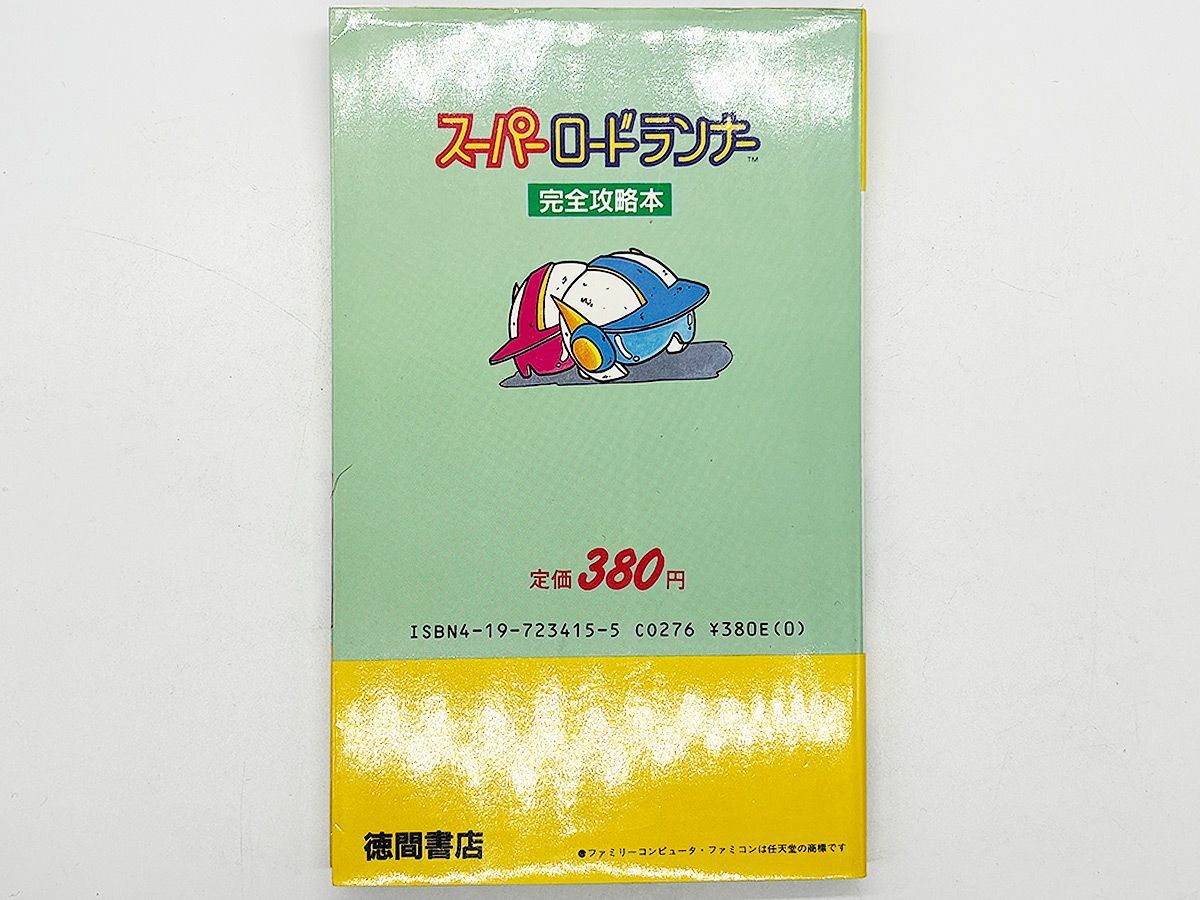 スーパーロードランナー™
完全攻略本
定価380円
ISBN4-19-723415-5 C0276 ¥380E(0)
徳間書店
●ファミリーコンピュータ・ファミコンは任天堂の商標です